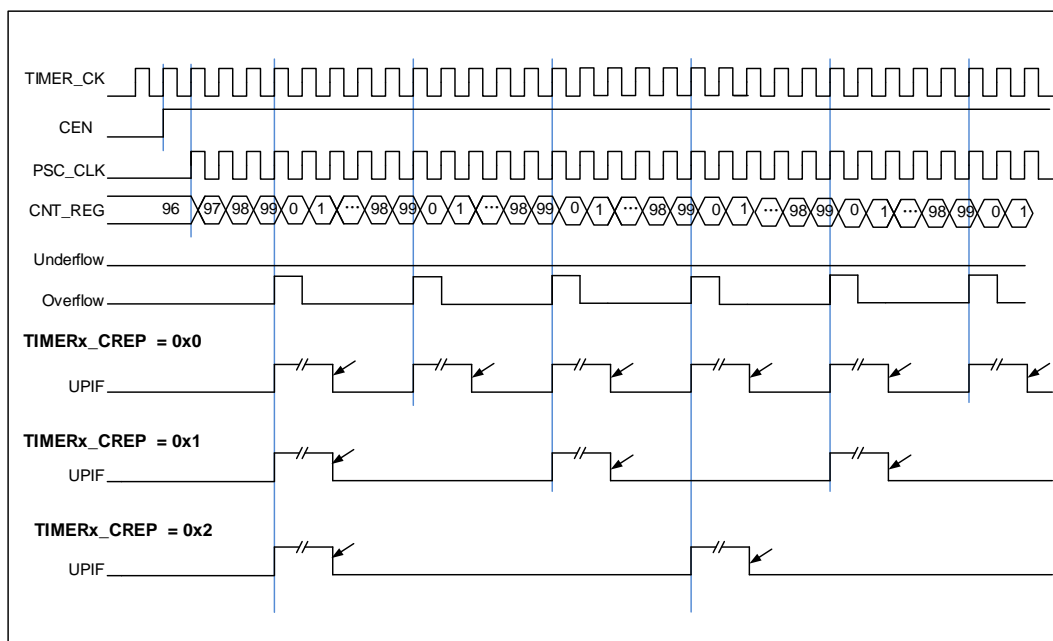 TIMER_CK
CEN
PSC_CLK
CNT_REG 96 97 98 99 0 1 ... 98 99 0 1 ... 98 99 0 1 ... 98 99 0 1 ... 98 99 0 1 ... 98 99 0 1
Underflow
Overflow
TIMERx_CREP = 0x0
UPIF
TIMERx_CREP = 0x1
UPIF
TIMERx_CREP = 0x2
UPIF